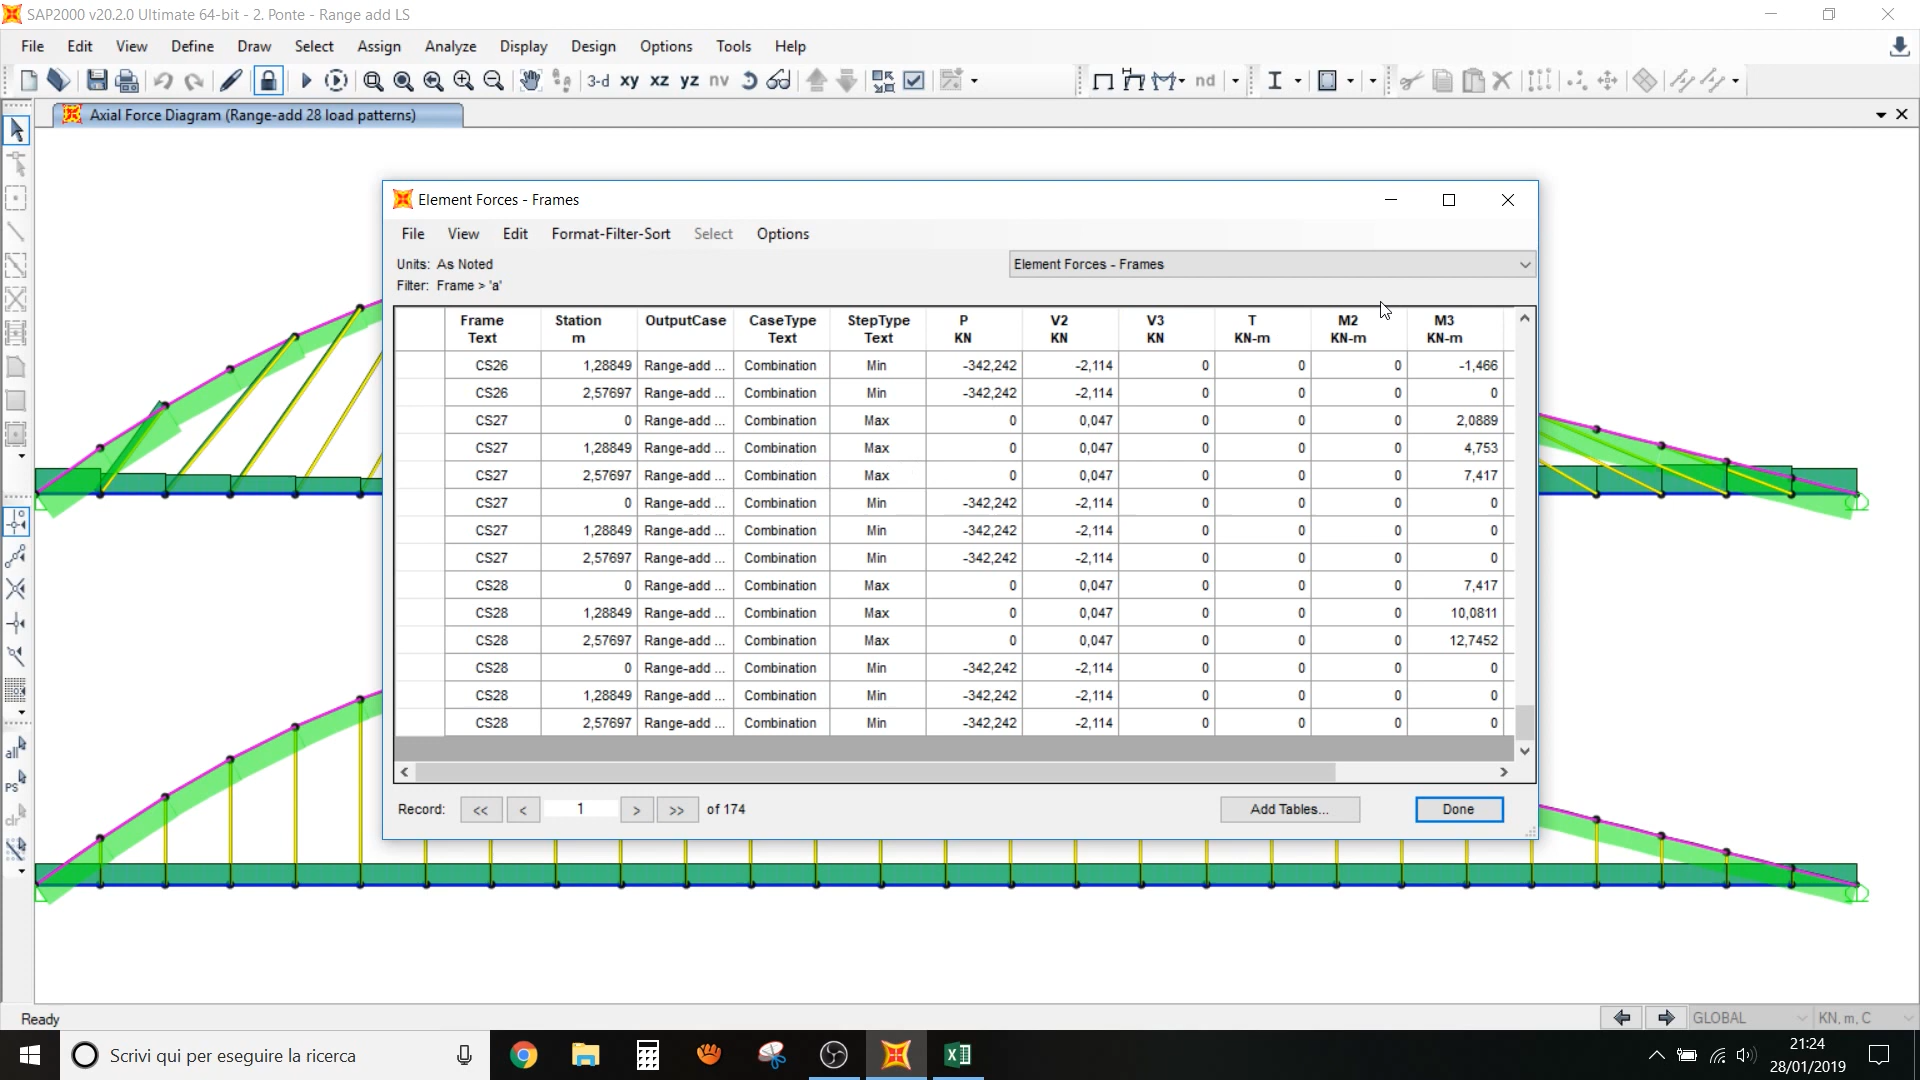 SAP2000 v20.2.0 Ultimate 64-bit - 2. Ponte - Range add LS
File Edit View Define Draw Select Assign Analyze Display Design Options Tools Help
3-d xy xz yz nv nd
Axial Force Diagram (Range-add 28 load patterns)
Element Forces - Frames
File View Edit Format-Filter-Sort Select Options
Units: As Noted
Element Forces - Frames
Filter: Frame > 'a'
Frame Station OutputCase CaseType StepType P V2 V3 T M2 M3
Text m Text Text KN KN KN KN-m KN-m KN-m
CS26 1,28849 Range-add ... Combination Min -342,242 -2,114 0 0 0 -1,466
CS26 2,57697 Range-add ... Combination Min -342,242 -2,114 0 0 0 0
CS27 0 Range-add ... Combination Max 0 0,047 0 0 0 2,0889
CS27 1,28849 Range-add ... Combination Max 0 0,047 0 0 0 4,753
CS27 2,57697 Range-add ... Combination Max 0 0,047 0 0 0 7,417
CS27 0 Range-add ... Combination Min -342,242 -2,114 0 0 0 0
CS27 1,28849 Range-add ... Combination Min -342,242 -2,114 0 0 0 0
CS27 2,57697 Range-add ... Combination Min -342,242 -2,114 0 0 0 0
CS28 0 Range-add ... Combination Max 0 0,047 0 0 0 7,417
CS28 1,28849 Range-add ... Combination Max 0 0,047 0 0 0 10,0811
CS28 2,57697 Range-add ... Combination Max 0 0,047 0 0 0 12,7452
CS28 0 Range-add ... Combination Min -342,242 -2,114 0 0 0 0
CS28 1,28849 Range-add ... Combination Min -342,242 -2,114 0 0 0 0
CS28 2,57697 Range-add ... Combination Min -342,242 -2,114 0 0 0 0
Record: << < 1 > >> of 174 Add Tables... Done
all
PS
clr
Ready
GLOBAL KN, m, C
Scrivi qui per eseguire la ricerca
21:24
28/01/2019